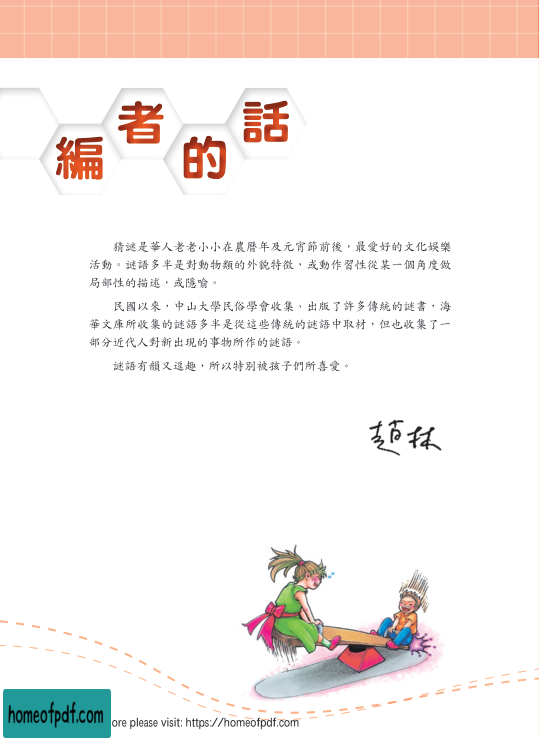 編者的話
猜謎是華人老老小小在農曆年及元宵節前後，最愛好的文化娛樂
活動。謎語多半是對動物類的外貌特徵，或動作習性從某一個角度做
局部性的描述，或隱喻。
民國以來，中山大學民俗學會收集、出版了許多傳統的謎書，海
華文庫所收集的謎語多半是從這些傳統的謎語中取材，但也收集了一
部分近代人對新出現的事物所作的謎語。
謎語有韻又逗趣，所以特別被孩子們所喜愛。
趙林
homeofpdf.com
ore please visit: https://homeofpdf.com